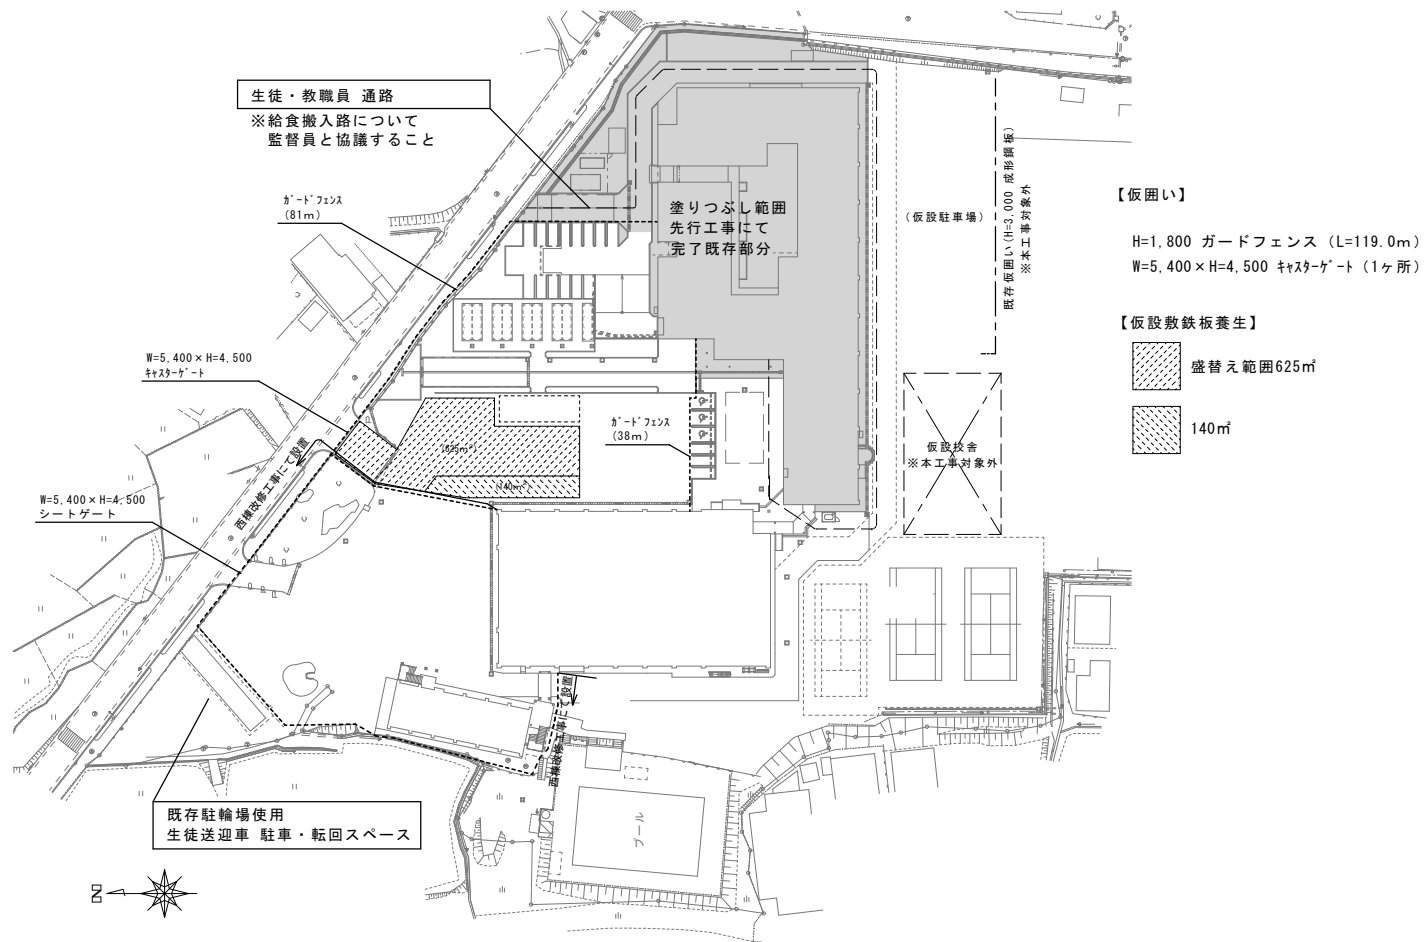 生徒・教職員 通路
※給食搬入路について
監督員と協議すること
ｶﾞｰﾄﾞﾌｪﾝｽ
(81m)
塗りつぶし範囲
先行工事にて
完了既存部分
(仮設駐車場)
既存仮囲い(H=3,000 成形鋼板)
※本工事対象外
【仮囲い】
H=1,800 ガードフェンス (L=119.0m)
W=5,400×H=4,500 ｷｬｽﾀｰｹﾞｰﾄ (1ヶ所)
【仮設敷鉄板養生】
盛替え範囲625㎡
140㎡
W=5,400×H=4,500
ｷｬｽﾀｰｹﾞｰﾄ
ｶﾞｰﾄﾞﾌｪﾝｽ
(38m)
(625m²)
(140m²)
仮設校舎
※本工事対象外
西棟改修工事にて設置
W=5,400×H=4,500
シートゲート
西棟改修工事にて設置
既存駐輪場使用
生徒送迎車 駐車・転回スペース
プール
N